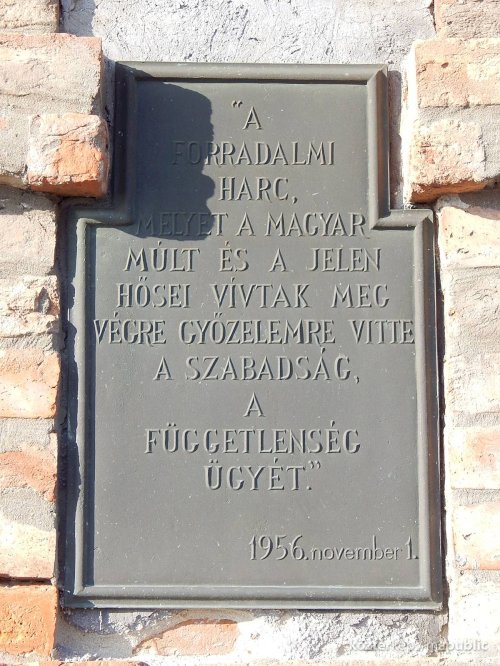 "A
FORRADALMI
HARC,
MELYET A MAGYAR
MÚLT ÉS A JELEN
HŐSEI VÍVTAK MEG
VÉGRE GYŐZELEMRE VITTE
A SZABADSÁG,
A
FÜGGETLENSÉG
ÜGYÉT."
1956. november 1.